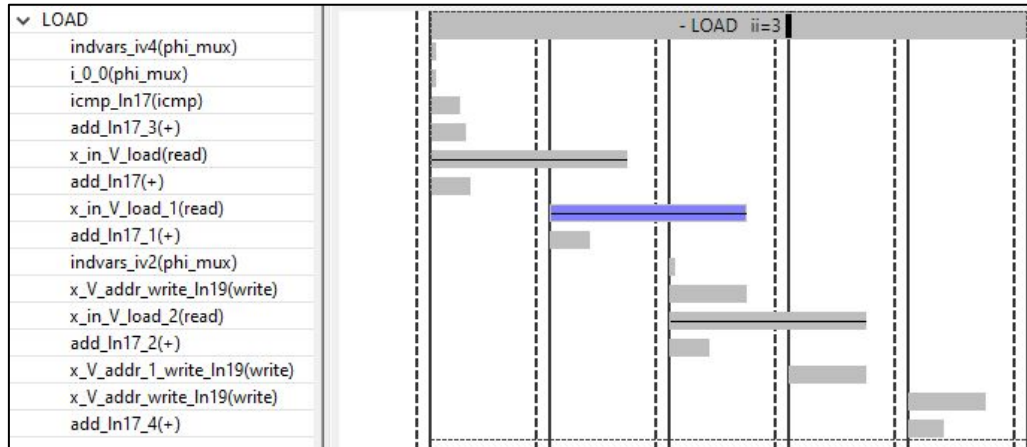 LOAD
- LOAD ii=3
indvars_iv4(phi_mux)
i_0_0(phi_mux)
icmp_ln17(icmp)
add_ln17_3(+)
x_in_V_load(read)
add_ln17(+)
x_in_V_load_1(read)
add_ln17_1(+)
indvars_iv2(phi_mux)
x_V_addr_write_ln19(write)
x_in_V_load_2(read)
add_ln17_2(+)
x_V_addr_1_write_ln19(write)
x_V_addr_write_ln19(write)
add_ln17_4(+)